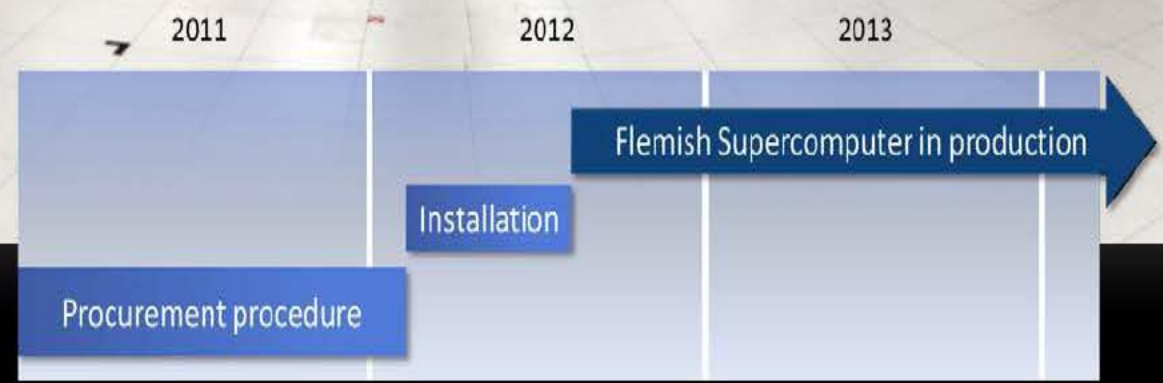 2011 2012 2013
Flemish Supercomputer in production
Installation
Procurement procedure